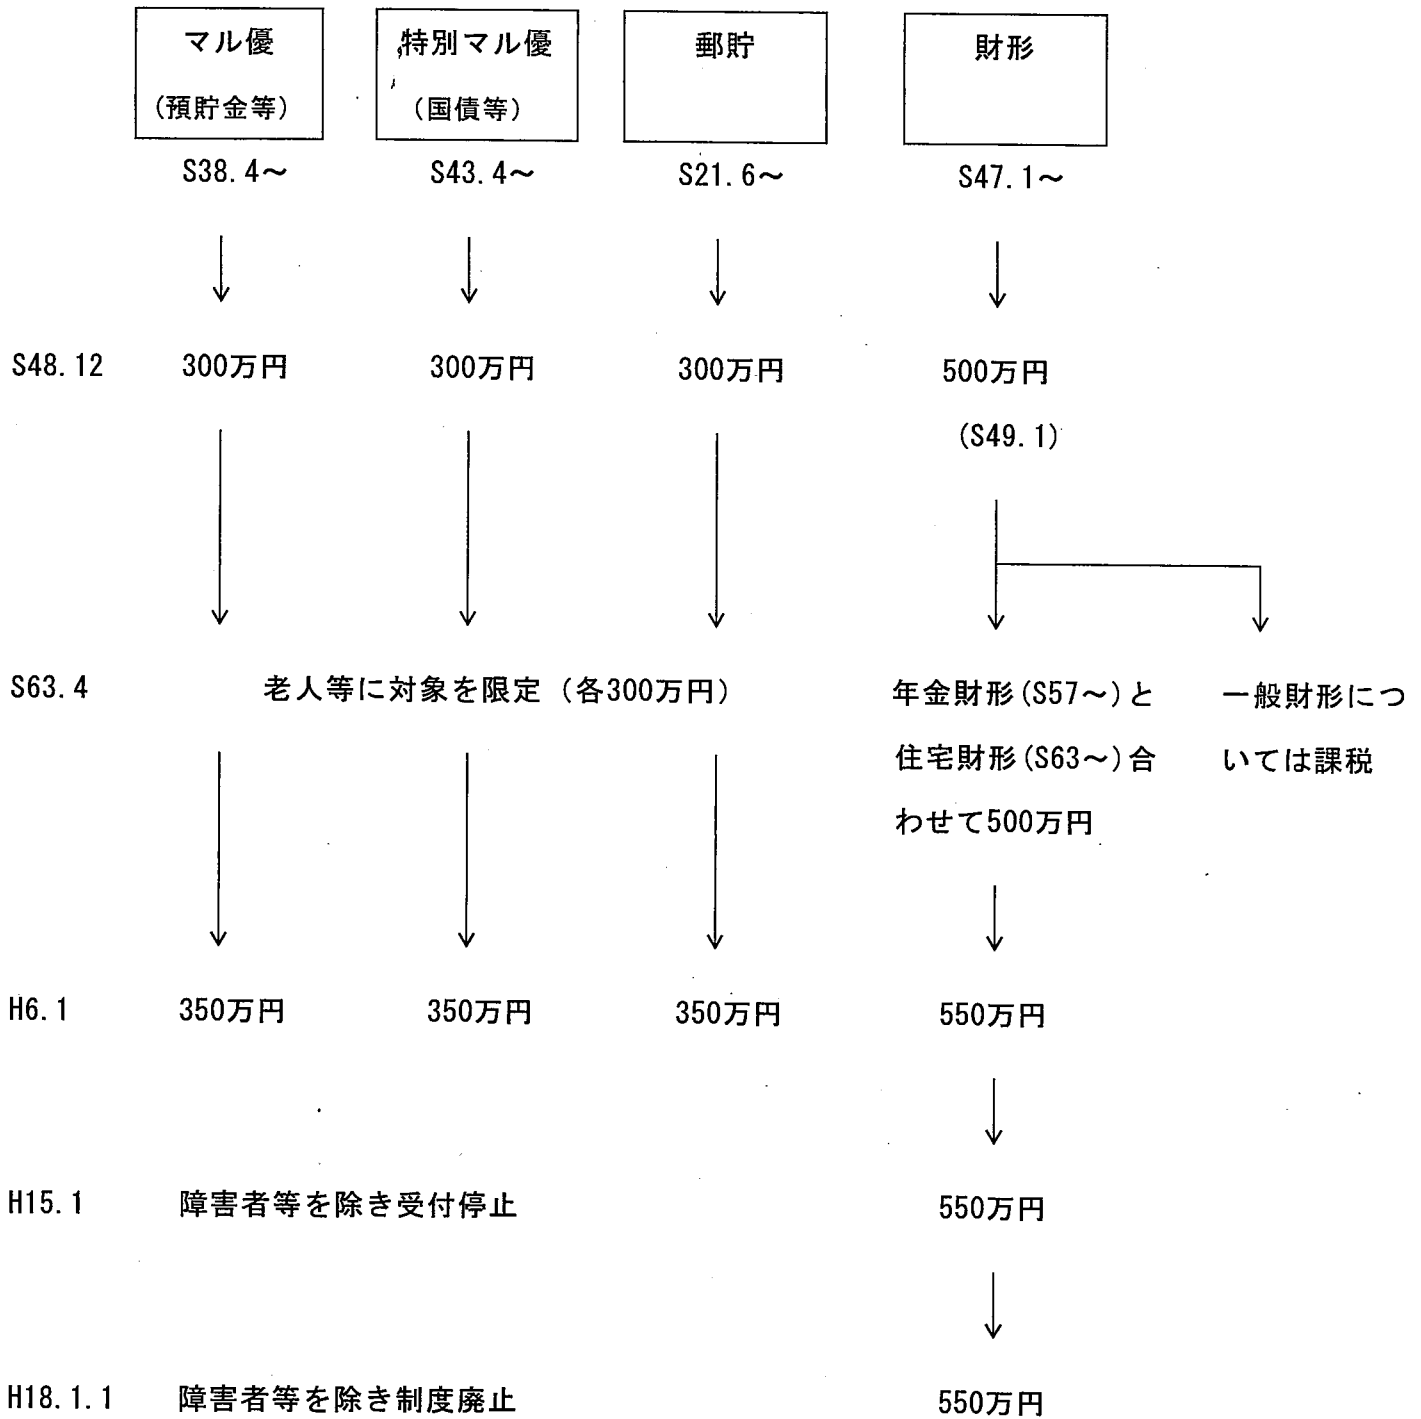 マル優 特別マル優 郵貯 財形
(預貯金等) (国債等)
S38.4～ S43.4～ S21.6～ S47.1～
S48.12 300万円 300万円 300万円 500万円
(S49.1)
S63.4 老人等に対象を限定（各300万円） 年金財形(S57～)と 一般財形につ
住宅財形(S63～)合 いては課税
わせて500万円
H6.1 350万円 350万円 350万円 550万円
H15.1 障害者等を除き受付停止 550万円
H18.1.1 障害者等を除き制度廃止 550万円